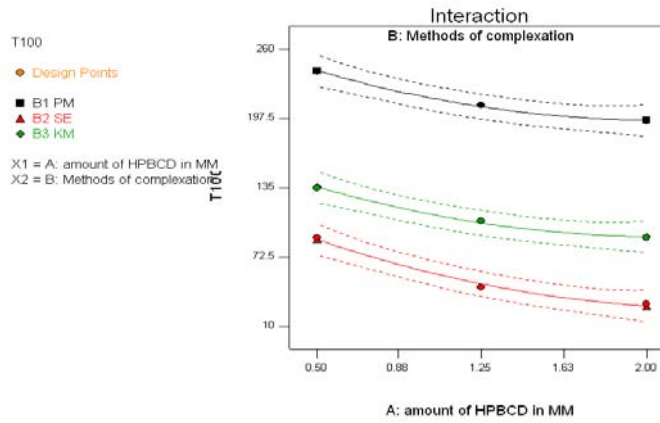 Interaction
B: Methods of complexation
T100
Design Points
B1 PM
B2 SE
B3 KM
X1 = A: amount of HPBCD in MM
X2 = B: Methods of complexation
T100
260
197.5
135
72.5
10
0.50 0.88 1.25 1.63 2.00
A: amount of HPBCD in MM